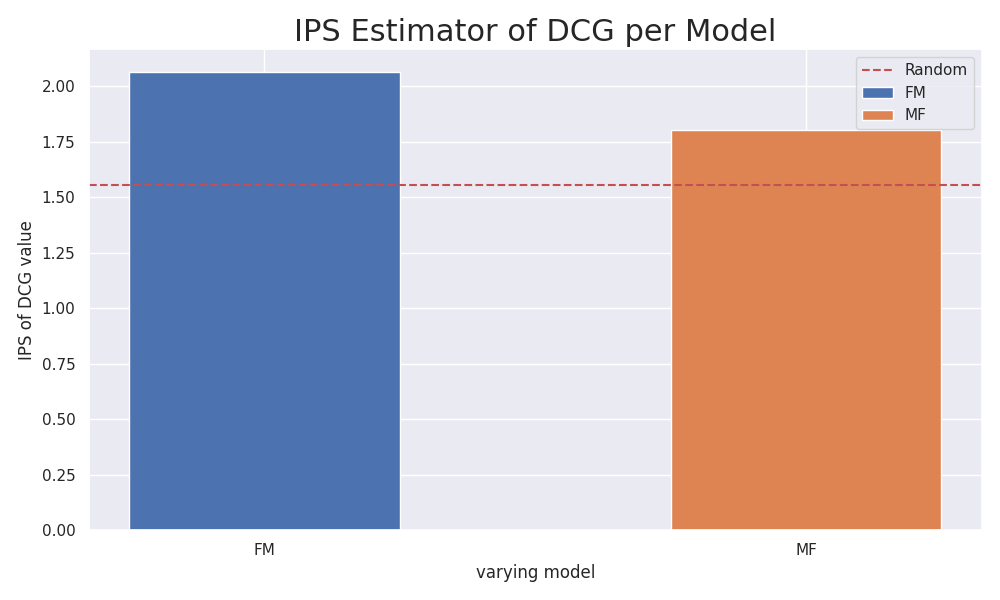 IPS Estimator of DCG per Model
Random
FM
MF
IPS of DCG value
2.00
1.75
1.50
1.25
1.00
0.75
0.50
0.25
0.00
FM
MF
varying model